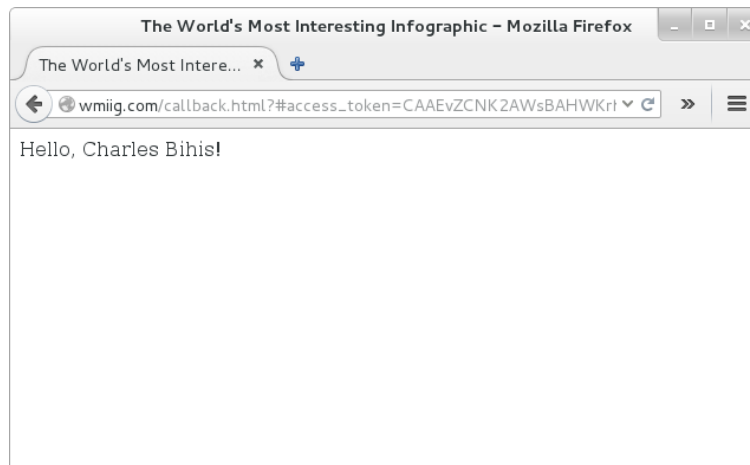 The World's Most Interesting Infographic – Mozilla Firefox
The World's Most Intere...
wmiig.com/callback.html?#access_token=CAAEvZCNK2AWsBAHWKrl
Hello, Charles Bihis!